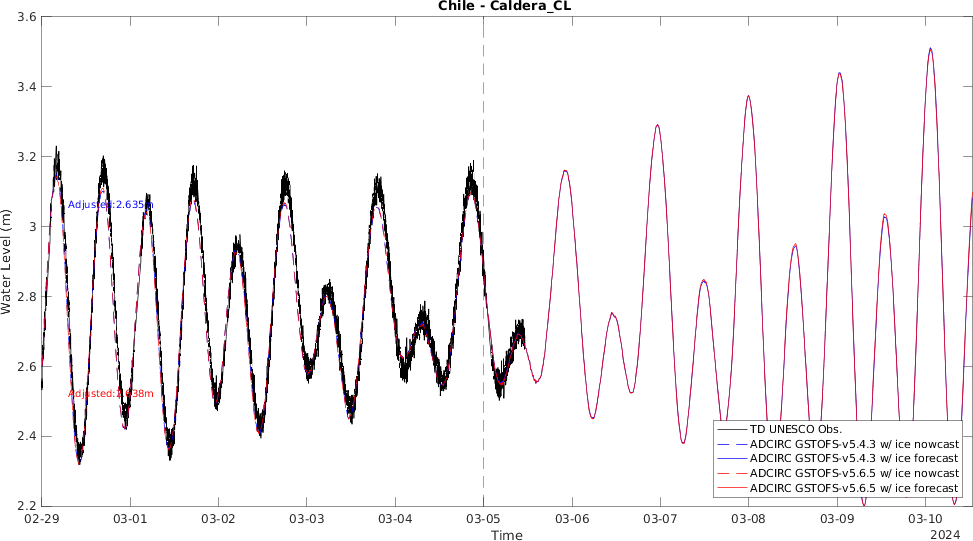 Chile - Caldera_CL
3.6
3.4
3.2
3
2.8
2.6
2.4
2.2
Water Level (m)
Adjusted:2.635m
Adjusted:2.638m
TD UNESCO Obs.
ADCIRC GSTOFS-v5.4.3 w/ ice nowcast
ADCIRC GSTOFS-v5.4.3 w/ ice forecast
ADCIRC GSTOFS-v5.6.5 w/ ice nowcast
ADCIRC GSTOFS-v5.6.5 w/ ice forecast
02-29 03-01 03-02 03-03 03-04 03-05 03-06 03-07 03-08 03-09 03-10
Time
2024